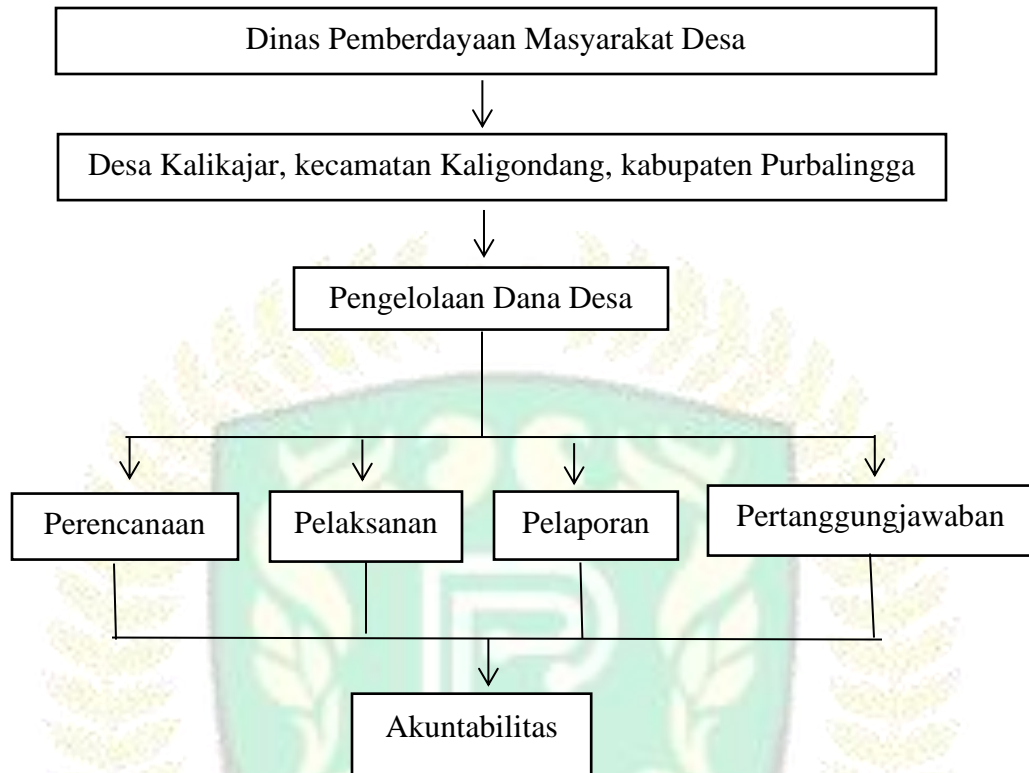 Dinas Pemberdayaan Masyarakat Desa
Desa Kalikajar, kecamatan Kaligondang, kabupaten Purbalingga
Pengelolaan Dana Desa
Perencanaan
Pelaksanan
Pelaporan
Pertanggungjawaban
Akuntabilitas